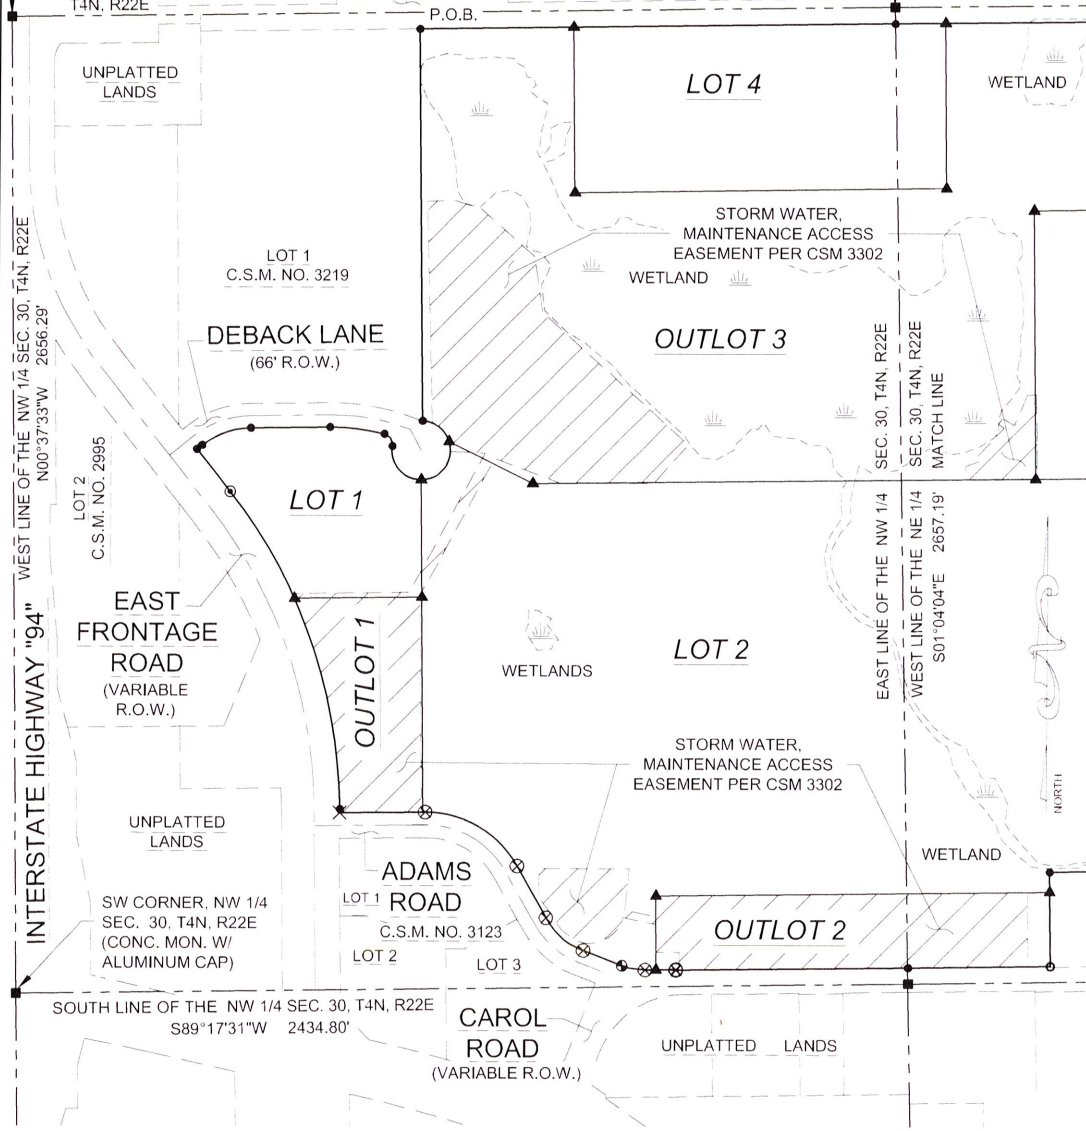 T4N, R22E
P.O.B.
UNPLATTED
LANDS
LOT 4
WETLAND
STORM WATER,
MAINTENANCE ACCESS
EASEMENT PER CSM 3302
WETLAND
LOT 1
C.S.M. NO. 3219
DEBACK LANE
(66' R.O.W.)
OUTLOT 3
WEST LINE OF THE NW 1/4 SEC. 30, T4N, R22E
N00°37'33"W 2656.29'
LOT 2
C.S.M. NO. 2995
LOT 1
EAST LINE OF THE NW 1/4 SEC. 30, T4N, R22E
WEST LINE OF THE NE 1/4 SEC. 30, T4N, R22E
S01°04'04"E 2657.19' MATCH LINE
EAST
FRONTAGE
ROAD
(VARIABLE
R.O.W.)
OUTLOT 1
WETLANDS
LOT 2
INTERSTATE HIGHWAY "94"
STORM WATER,
MAINTENANCE ACCESS
EASEMENT PER CSM 3302
NORTH
UNPLATTED
LANDS
WETLAND
ADAMS
ROAD
LOT 1
C.S.M. NO. 3123
LOT 2
LOT 3
SW CORNER, NW 1/4
SEC. 30, T4N, R22E
(CONC. MON. W/
ALUMINUM CAP)
OUTLOT 2
SOUTH LINE OF THE NW 1/4 SEC. 30, T4N, R22E
S89°17'31"W 2434.80'
CAROL
ROAD
(VARIABLE R.O.W.)
UNPLATTED LANDS